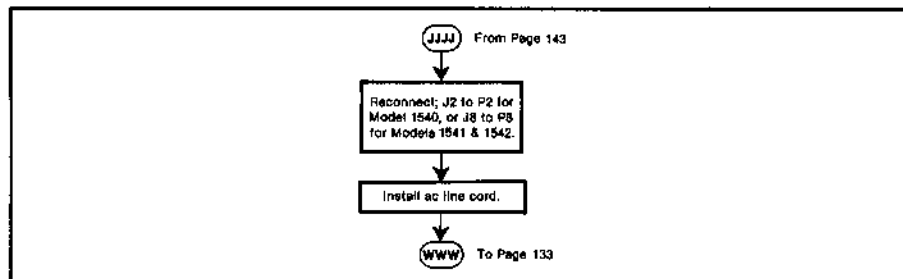 JJJJ From Page 143
Reconnect; J2 to P2 for
Model 1540, or J8 to P8
for Models 1541 & 1542.
Install ac line cord.
WWW To Page 133